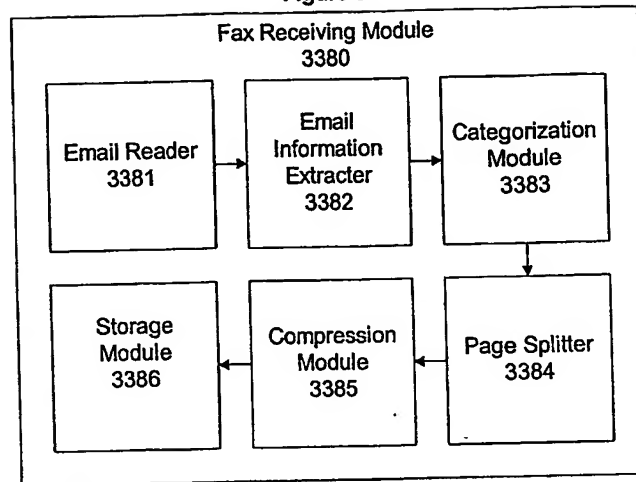 Fax Receiving Module
3380
Email Reader
3381
Email
Information
Extracter
3382
Categorization
Module
3383
Storage
Module
3386
Compression
Module
3385
Page Splitter
3384